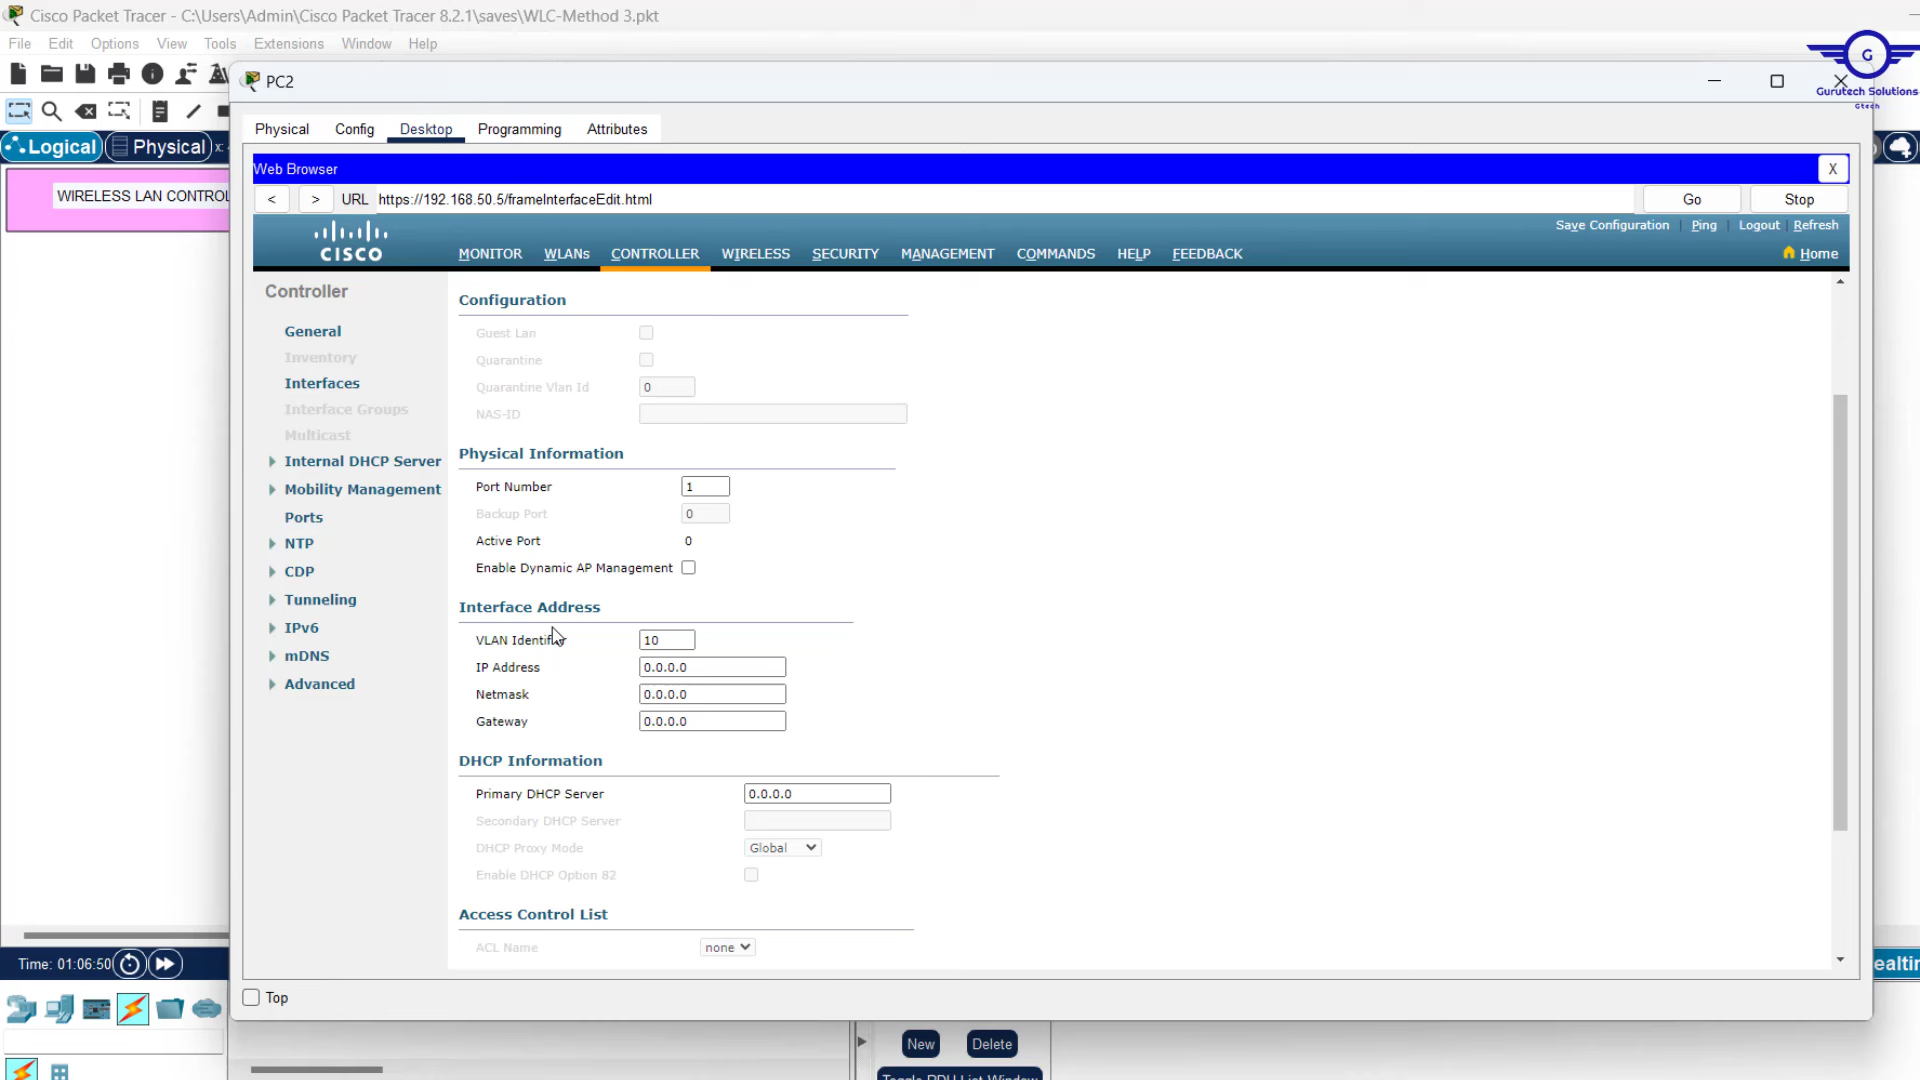 Cisco Packet Tracer - C:\Users\Admin\Cisco Packet Tracer 8.2.1\saves\WLC-Method 3.pkt
File Edit Options View Tools Extensions Window Help
G
Gurutech Solutions
Gtech
PC2
Physical Config Desktop Programming Attributes
Logical Physical
Web Browser X
WIRELESS LAN CONTROL
< > URL https://192.168.50.5/frameInterfaceEdit.html Go Stop
Save Configuration | Ping | Logout | Refresh
CISCO MONITOR WLANs CONTROLLER WIRELESS SECURITY MANAGEMENT COMMANDS HELP FEEDBACK Home
Controller
General
Inventory
Interfaces
Interface Groups
Multicast
Internal DHCP Server
Mobility Management
Ports
NTP
CDP
Tunneling
IPv6
mDNS
Advanced
Configuration
Guest Lan
Quarantine
Quarantine Vlan Id 0
NAS-ID
Physical Information
Port Number 1
Backup Port 0
Active Port 0
Enable Dynamic AP Management
Interface Address
VLAN Identifier 10
IP Address 0.0.0.0
Netmask 0.0.0.0
Gateway 0.0.0.0
DHCP Information
Primary DHCP Server 0.0.0.0
Secondary DHCP Server
DHCP Proxy Mode Global
Enable DHCP Option 82
Access Control List
ACL Name none
Time: 01:06:50
Top
New Delete